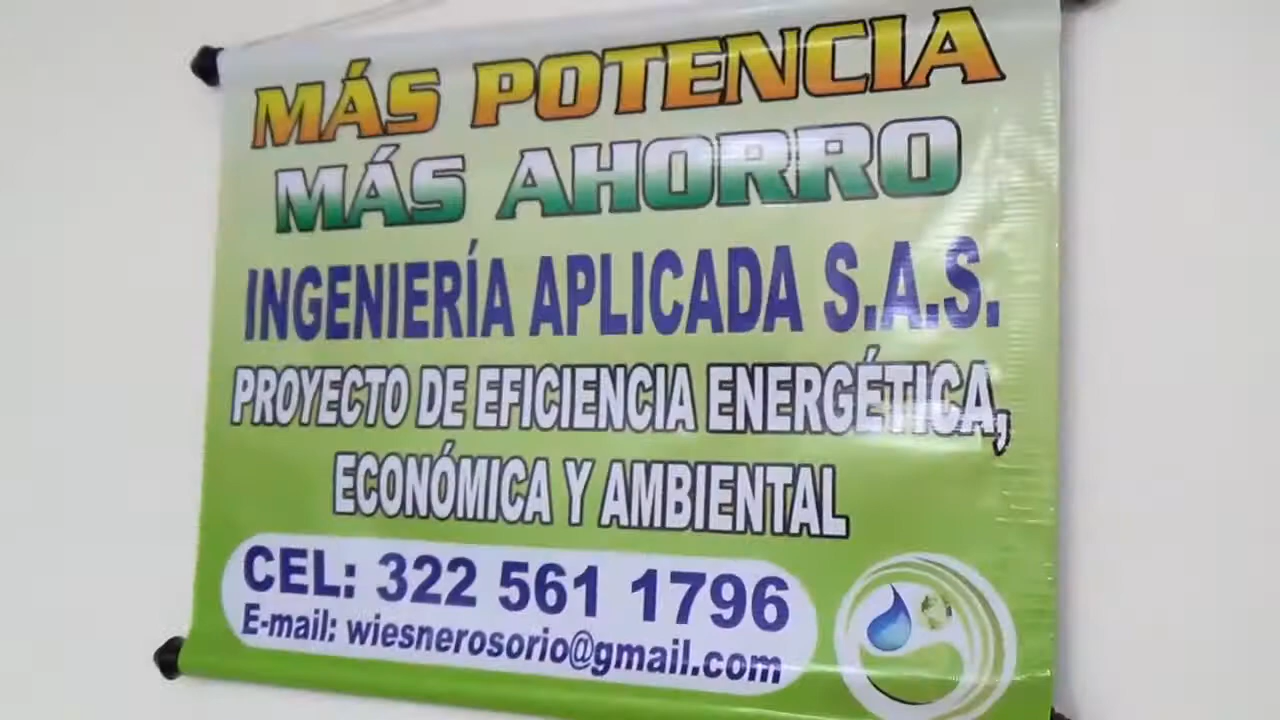 MÁS POTENCIA
MÁS AHORRO
INGENIERÍA APLICADA S.A.S.
PROYECTO DE EFICIENCIA ENERGÉTICA,
ECONÓMICA Y AMBIENTAL
CEL: 322 561 1796
E-mail: wiesnerosorio@gmail.com